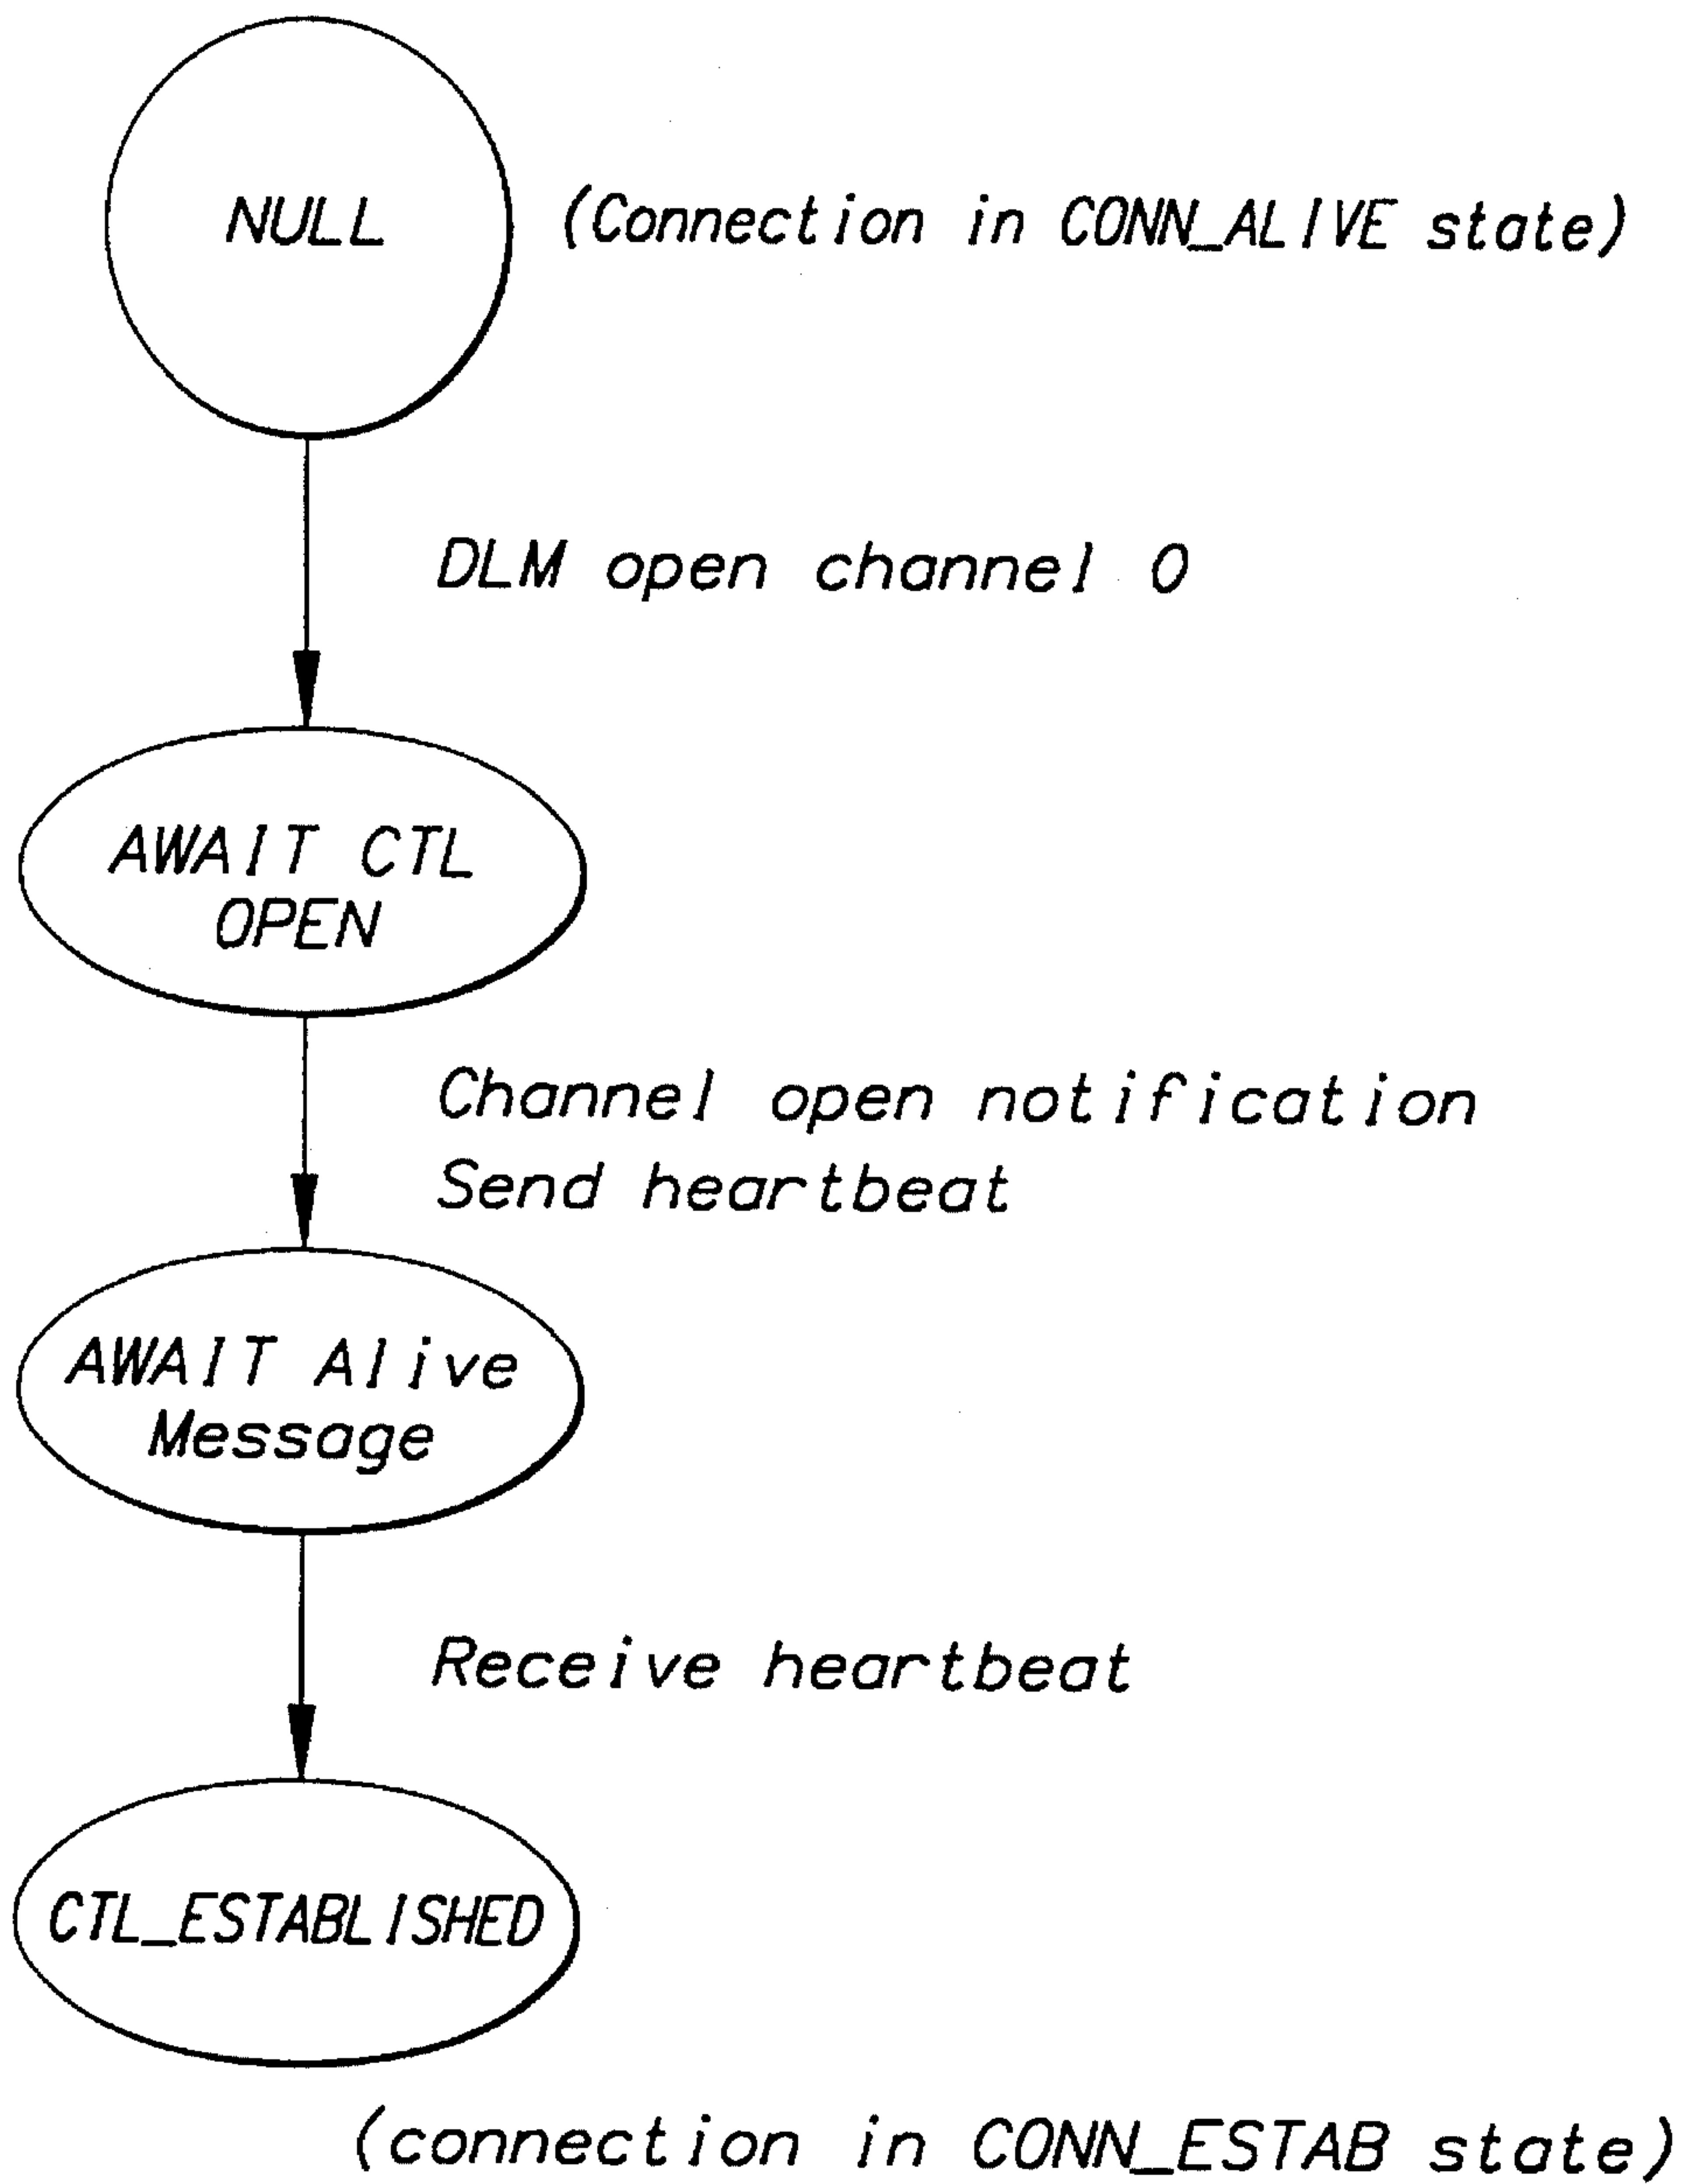 NULL
(Connection in CONN_ALIVE state)
DLM open channel 0
AWAIT CTL
OPEN
Channel open notification
Send heartbeat
AWAIT Alive
Message
Receive heartbeat
CTL_ESTABLISHED
(connection in CONN_ESTAB state)